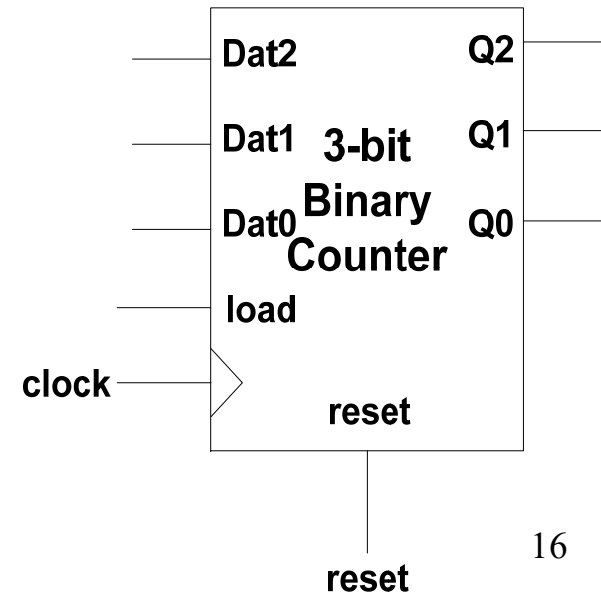 Dat2 Q2
Dat1 3-bit Q1
Binary
Dat0 Q0
Counter
load
clock
reset
16
reset